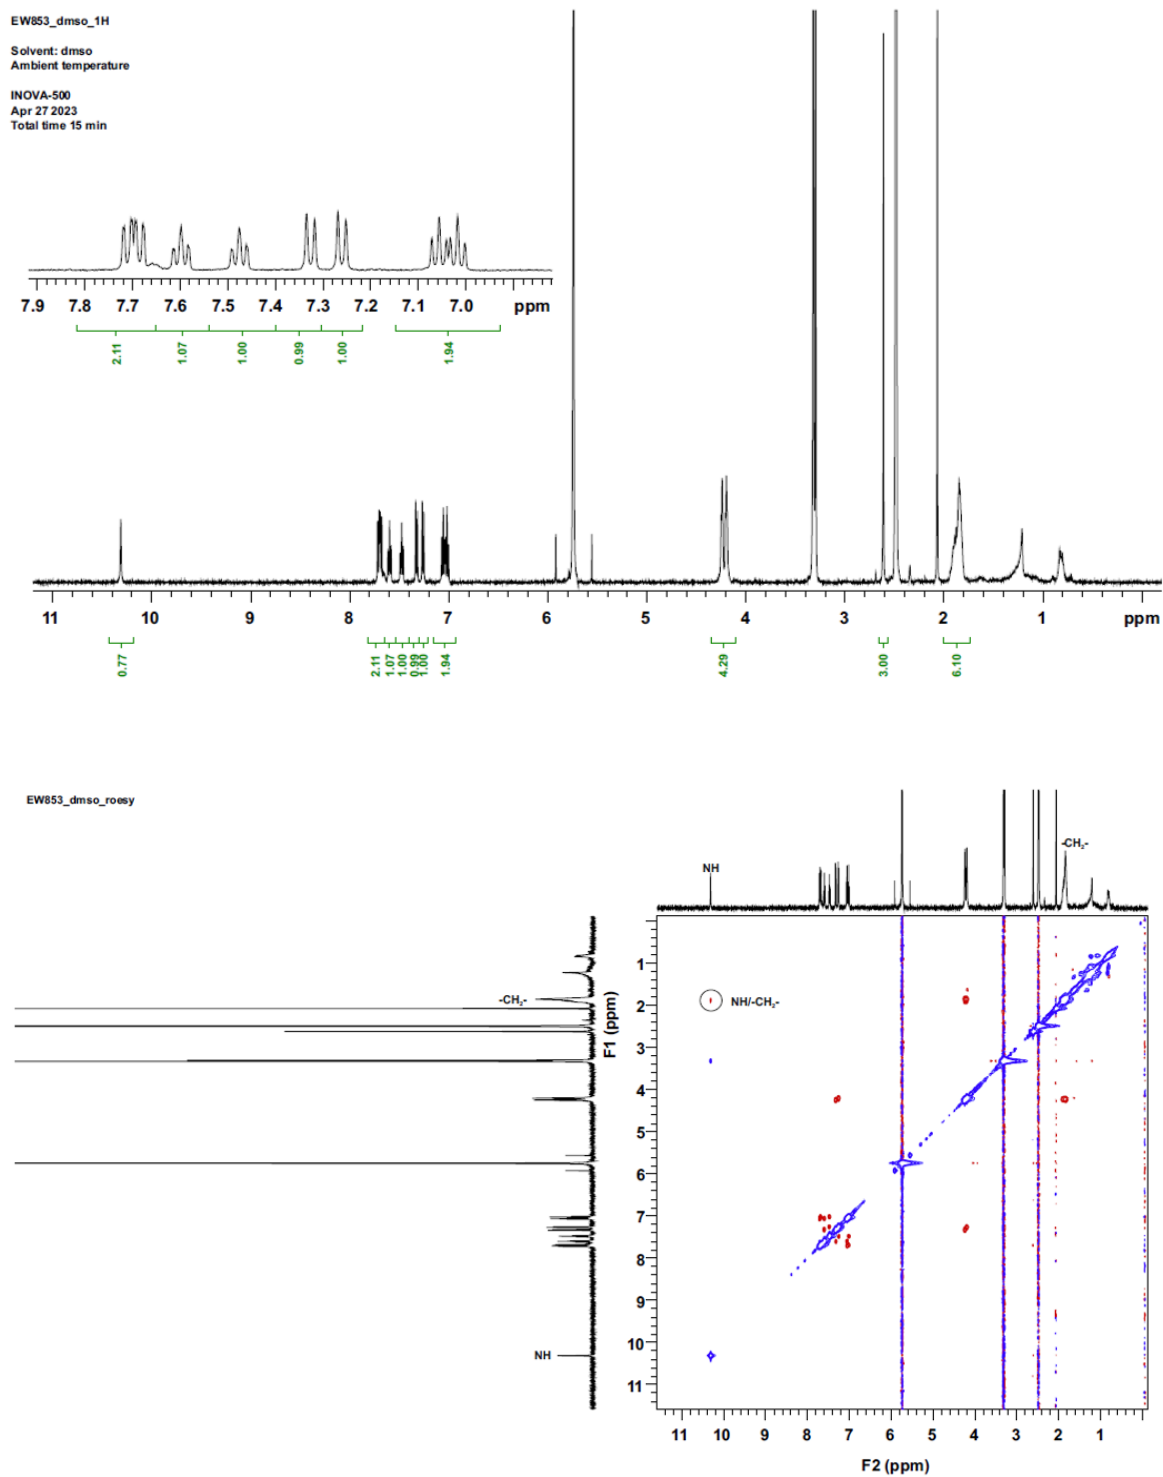 EW853_dmso_1H
Solvent: dmso
Ambient temperature
INOVA-500
Apr 27 2023
Total time 15 min
7.9 7.8 7.7 7.6 7.5 7.4 7.3 7.2 7.1 7.0 ppm
2.11 1.07 1.00 0.99 1.00 1.94
11 10 9 8 7 6 5 4 3 2 1 ppm
0.77 2.11 1.07 1.00 0.99 1.00 1.94 4.29 3.00 6.10
EW853_dmso_roesy
NH -CH₂-
-CH₂-
NH
F1 (ppm)
NH/-CH₂-
1
2
3
4
5
6
7
8
9
10
11
11 10 9 8 7 6 5 4 3 2 1
F2 (ppm)